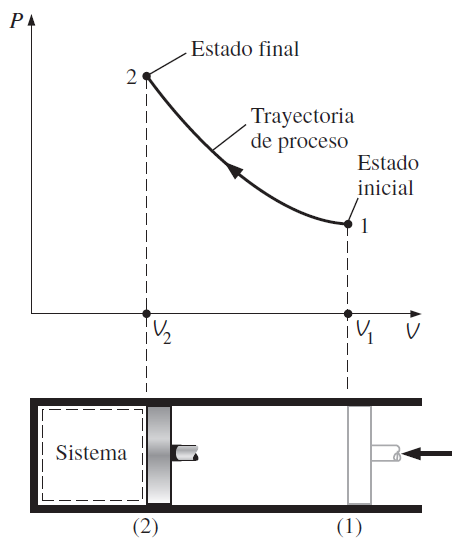 P
Estado final
2
Trayectoria
de proceso
Estado
inicial
1
V2
V1
V
Sistema
(2)
(1)